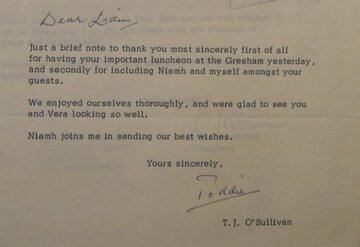 Dear Liam
Just a brief note to thank you most sincerely first of all
for having your important luncheon at the Gresham yesterday,
and secondly for including Niamh and myself amongst your
guests.
We enjoyed ourselves thoroughly, and were glad to see you
and Vera looking so well.
Niamh joins me in sending our best wishes.
Yours sincerely,
Toddie
T. J. O'Sullivan